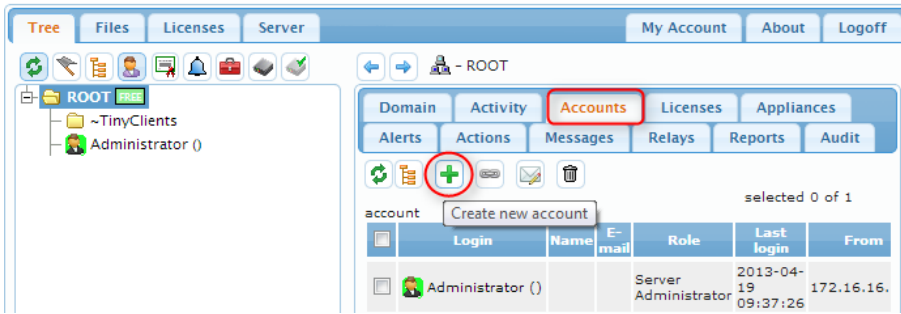 Tree Files Licenses Server My Account About Logoff
- ROOT
ROOT FREE
~TinyClients
Administrator ()
Domain Activity Accounts Licenses Appliances
Alerts Actions Messages Relays Reports Audit
selected 0 of 1
account
Create new account
Login Name E-mail Role Last login From
Administrator () Server Administrator 2013-04-19 09:37:26 172.16.16.